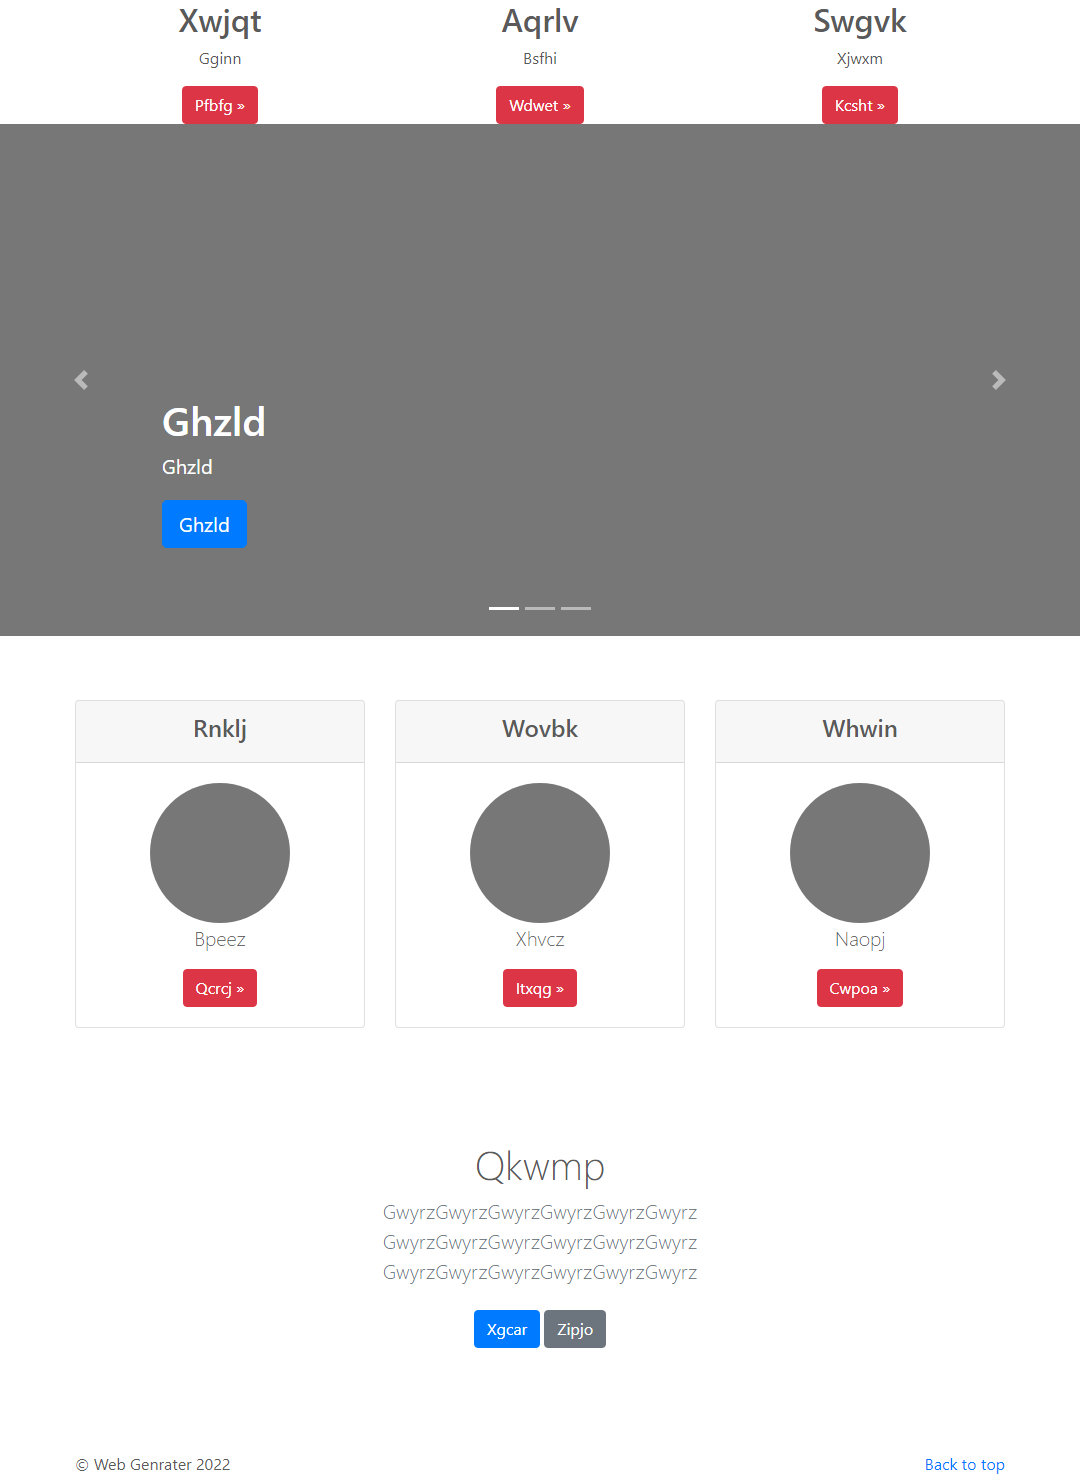 Xwjqt
Gginn
Pfbfg »
Aqrlv
Bsfhi
Wdwet »
Swgvk
Xjwxm
Kcsht »
Ghzld
Ghzld
Ghzld
Rnklj
Bpeez
Qcrcj »
Wovbk
Xhvcz
Itxqg »
Whwin
Naopj
Cwpoa »
Qkwmp
GwyrzGwyrzGwyrzGwyrzGwyrzGwyrz
GwyrzGwyrzGwyrzGwyrzGwyrzGwyrz
GwyrzGwyrzGwyrzGwyrzGwyrzGwyrz
Xgcar
Zipjo
© Web Genrater 2022
Back to top